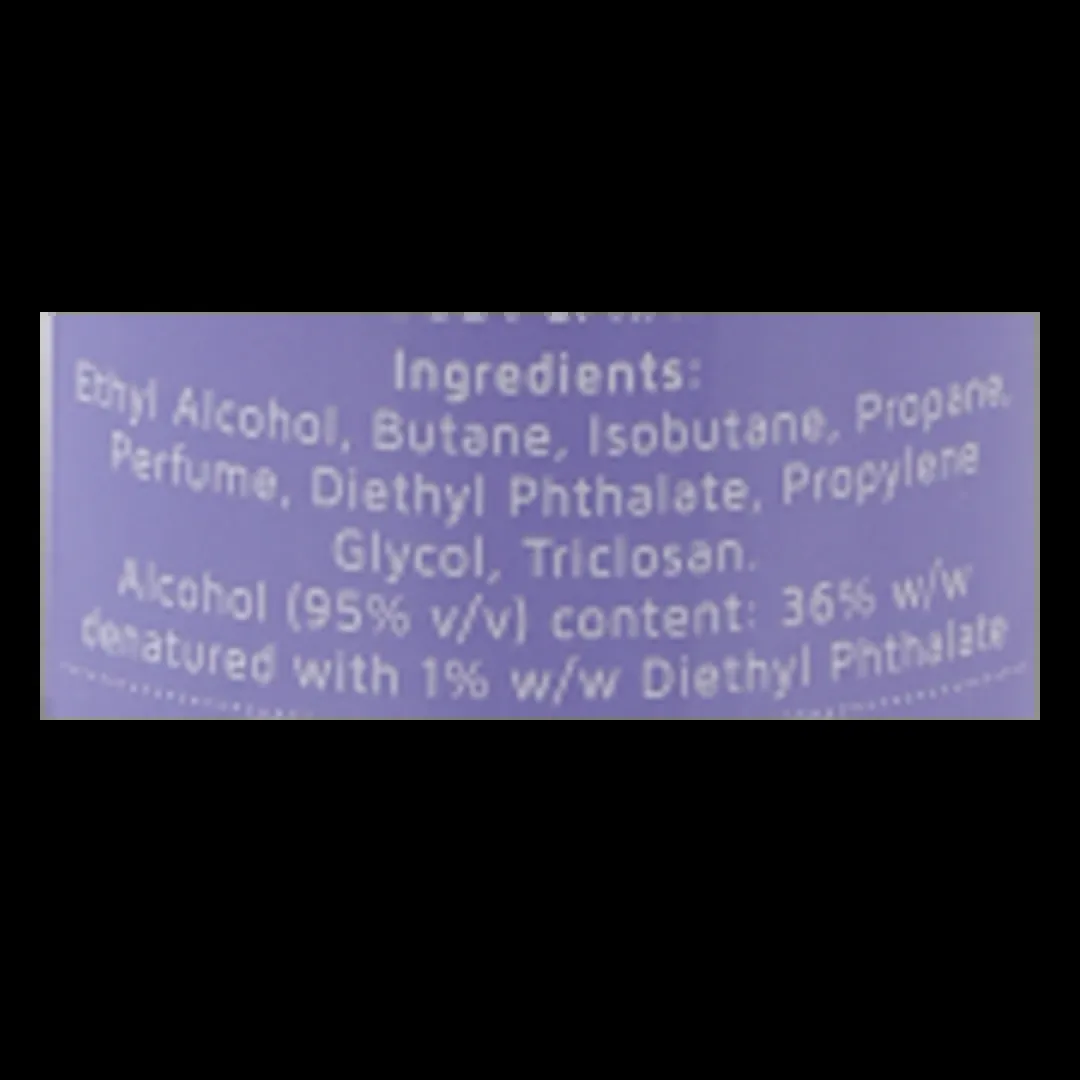 Ingredients:
Ethyl Alcohol, Butane, Isobutane, Propane,
Perfume, Diethyl Phthalate, Propylene
Glycol, Triclosan.
Alcohol (95% v/v) content: 36% w/w
denatured with 1% w/w Diethyl Phthalate